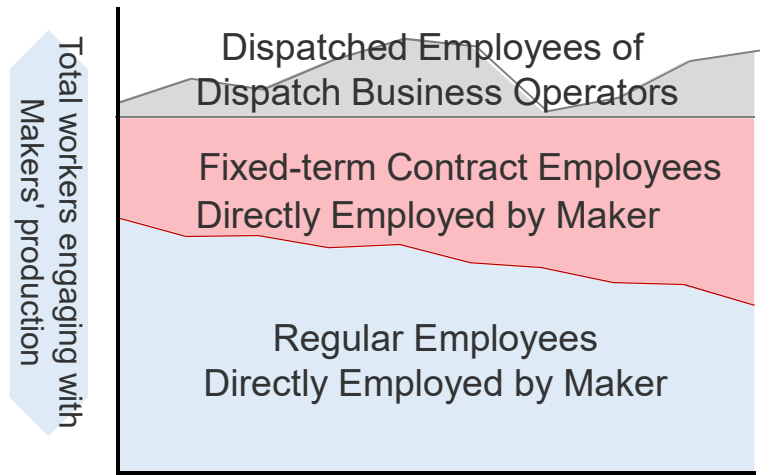 Total workers engaging with
Makers' production
Dispatched Employees of
Dispatch Business Operators
Fixed-term Contract Employees
Directly Employed by Maker
Regular Employees
Directly Employed by Maker